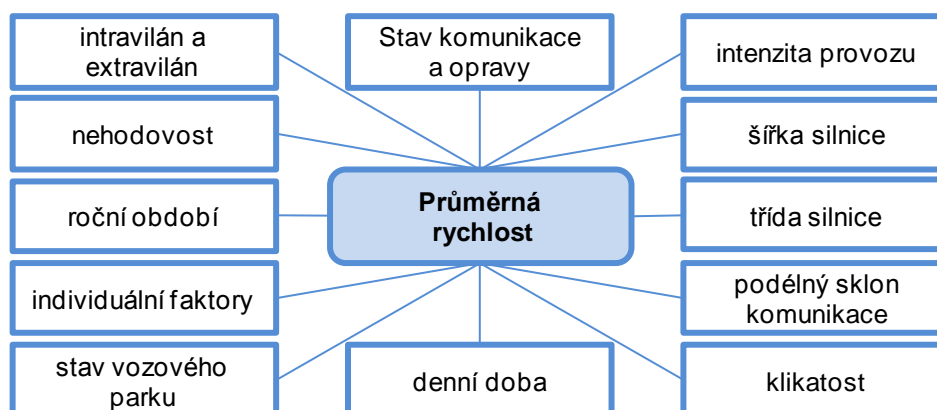 intravilán a
extravilán
Stav komunikace
a opravy
intenzita provozu
nehodovost
šířka silnice
roční období
Průměrná
rychlost
třída silnice
individuální faktory
podélný sklon
komunikace
stav vozového
parku
denní doba
klikatost